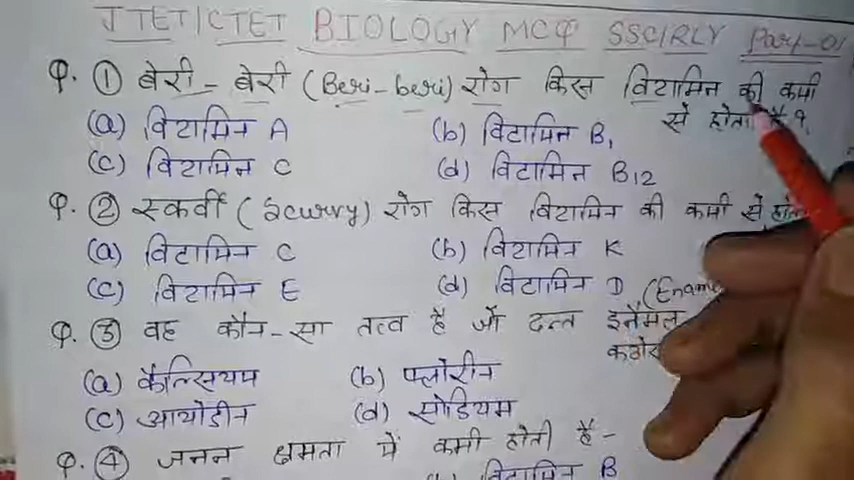 JTET/CTET BIOLOGY MCQ SSC/RLY Part-01
Q. ① बेरी - बेरी (Beri-beri) रोग किस विटामिन की कमी
से होता है ?
(a) विटामिन A (b) विटामिन B₁
(c) विटामिन C (d) विटामिन B12
Q. ② स्कर्वी (Scurvy) रोग किस विटामिन की कमी से
(a) विटामिन C (b) विटामिन K
(c) विटामिन E (d) विटामिन D
Q. ③ वह कौन-सा तत्व है जो दन्त इनैमल
(a) कैल्सियम (b) फ्लोरीन
(c) आयोडीन (d) सोडियम
Q. ④ जनन क्षमता में कमी होती है-
विटामिन B